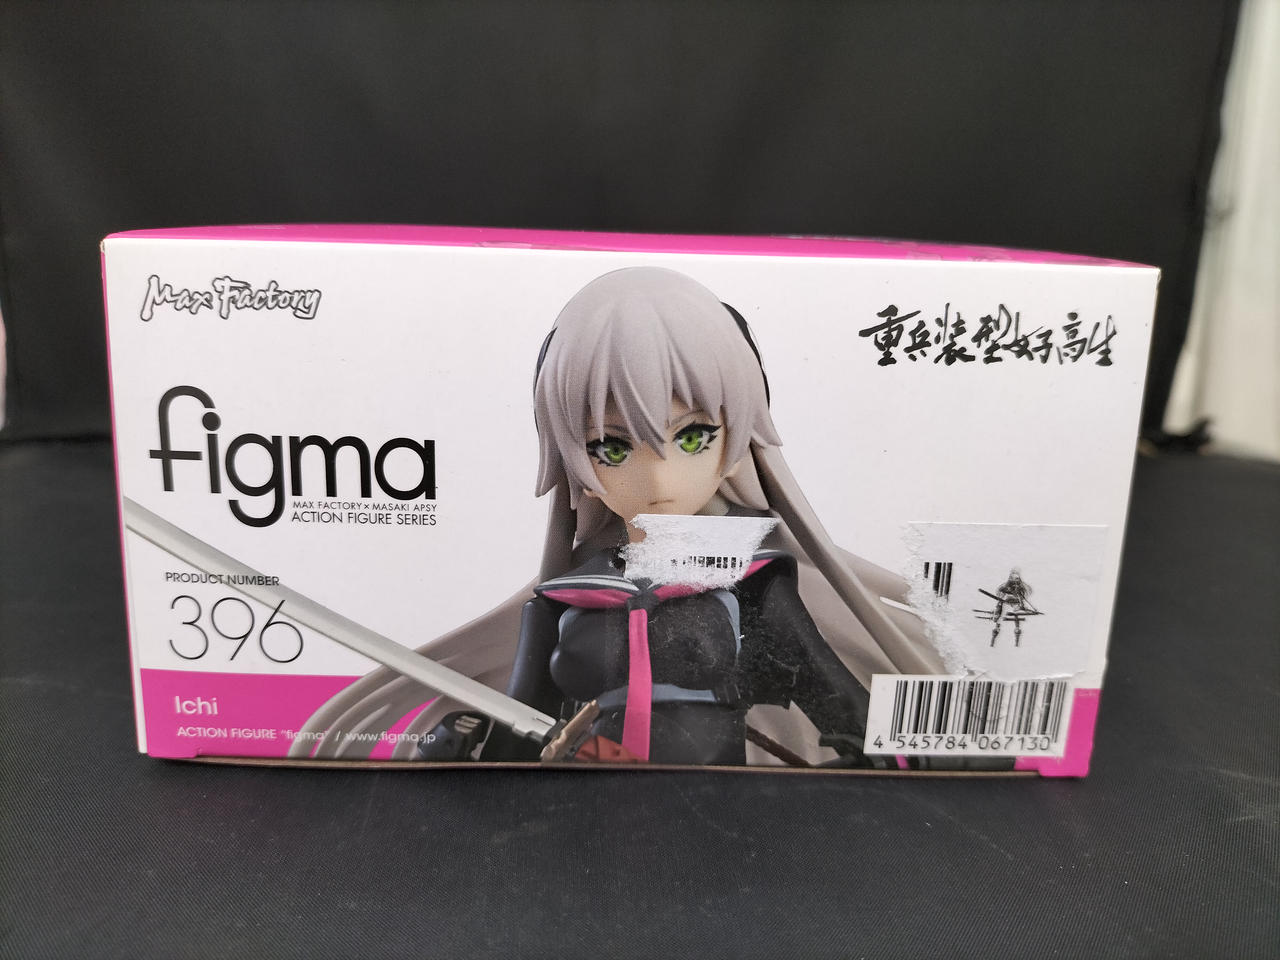 Max Factory
重兵装型女子高生
figma
MAX FACTORY × MASAKI APSY
ACTION FIGURE SERIES
PRODUCT NUMBER
396
Ichi
ACTION FIGURE "figma" / www.figma.jp
4 545784 067130